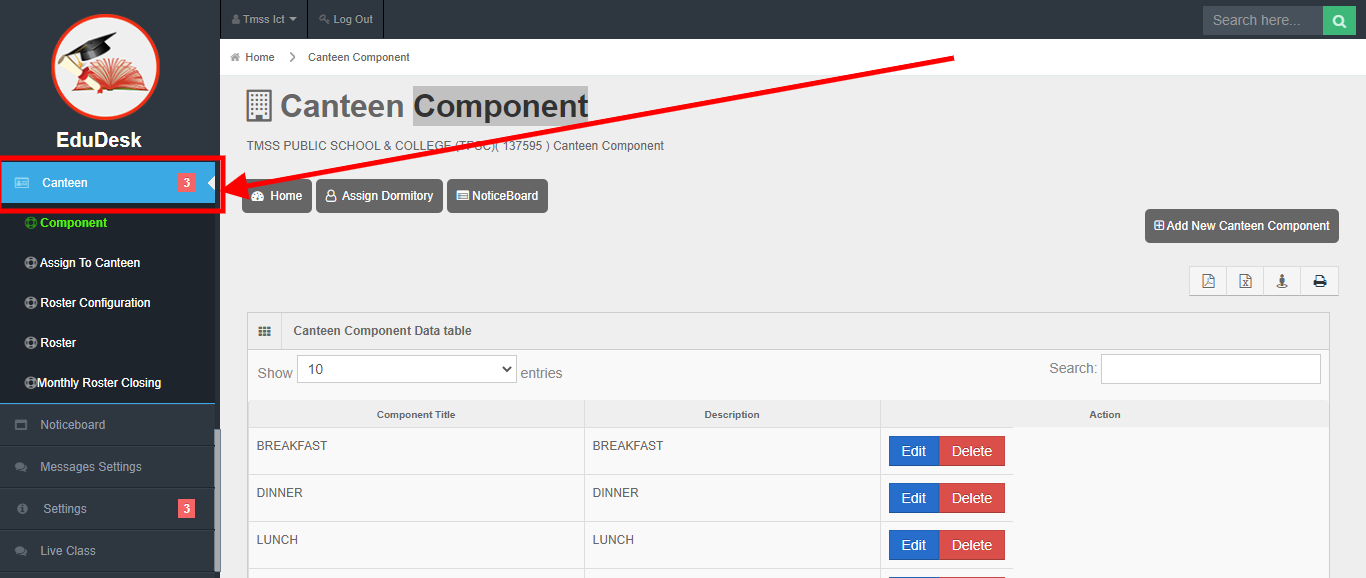 Tmss Ict
Log Out
Search here...
EduDesk
Home
Canteen Component
Canteen Component
TMSS PUBLIC SCHOOL & COLLEGE (TPSC)( 137595 ) Canteen Component
Canteen 3
Component
Assign To Canteen
Roster Configuration
Roster
Monthly Roster Closing
Noticeboard
Messages Settings
Settings 3
Live Class
Home
Assign Dormitory
NoticeBoard
Add New Canteen Component
Canteen Component Data table
Show 10 entries
Search:
Component Title Description Action
BREAKFAST BREAKFAST Edit Delete
DINNER DINNER Edit Delete
LUNCH LUNCH Edit Delete